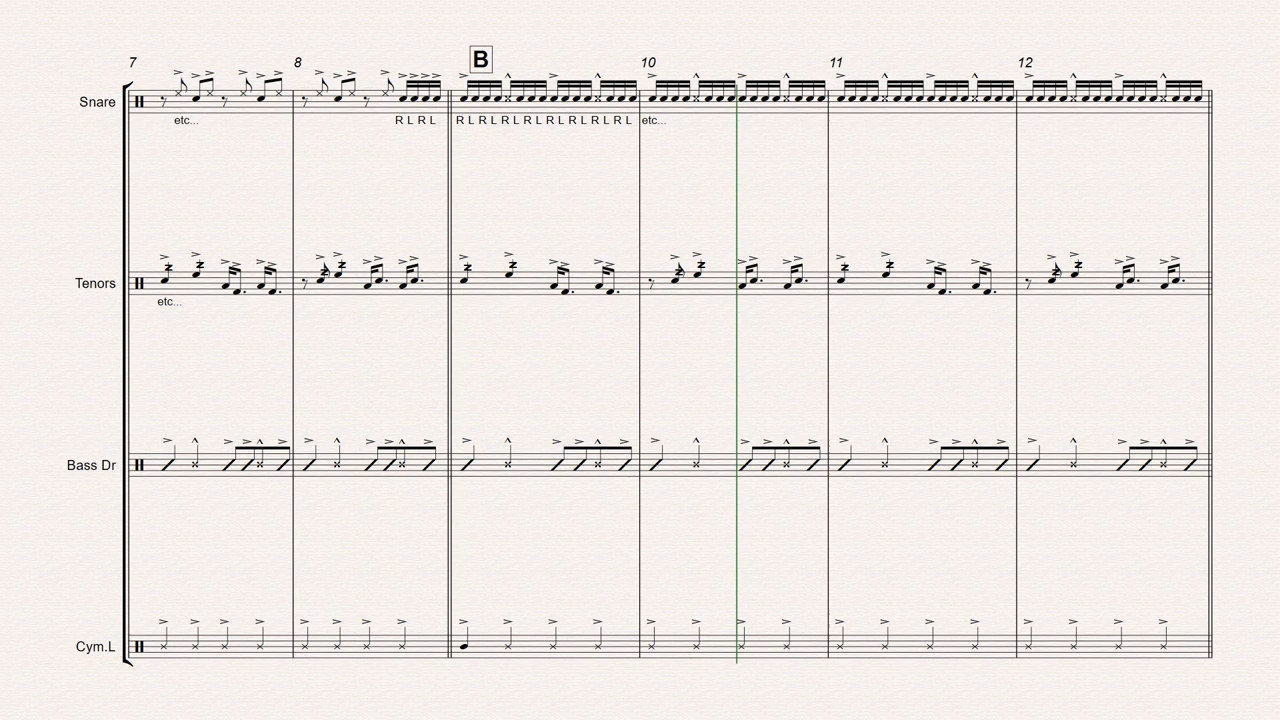 7 8 B 10 11 12
Snare
etc... R L R L R L R L R L R L R L R L R L R L etc...
Tenors
etc...
Bass Dr
Cym.L